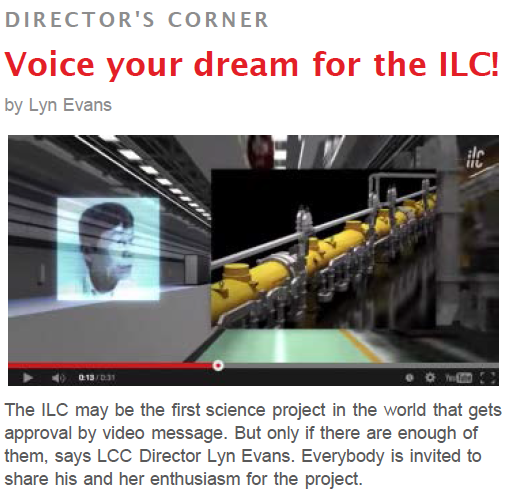 DIRECTOR'S CORNER
Voice your dream for the ILC!
by Lyn Evans
ilc
0:13 / 0:31
YouTube
The ILC may be the first science project in the world that gets
approval by video message. But only if there are enough of
them, says LCC Director Lyn Evans. Everybody is invited to
share his and her enthusiasm for the project.